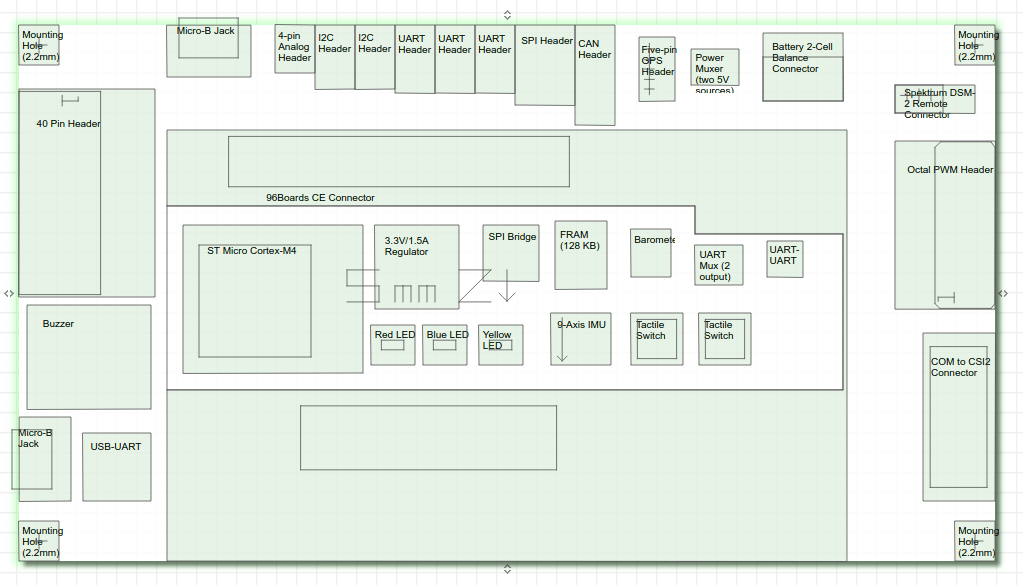 Mounting
Hole
(2.2mm)
Micro-B Jack
4-pin
Analog
Header
I2C
Header
I2C
Header
UART
Header
UART
Header
UART
Header
SPI Header
CAN
Header
Five-pin
GPS
Header
Power
Muxer
(two 5V
sources)
Battery 2-Cell
Balance
Connector
Mounting
Hole
(2.2mm)
Spektrum DSM-
2 Remote
Connector
40 Pin Header
Octal PWM Header
96Boards CE Connector
ST Micro Cortex-M4
3.3V/1.5A
Regulator
SPI Bridge
FRAM
(128 KB)
Baromete
UART
Mux (2
output)
UART-
UART
Buzzer
Red LED
Blue LED
Yellow
LED
9-Axis IMU
Tactile
Switch
Tactile
Switch
COM to CSI2
Connector
Micro-B
Jack
USB-UART
Mounting
Hole
(2.2mm)
Mounting
Hole
(2.2mm)